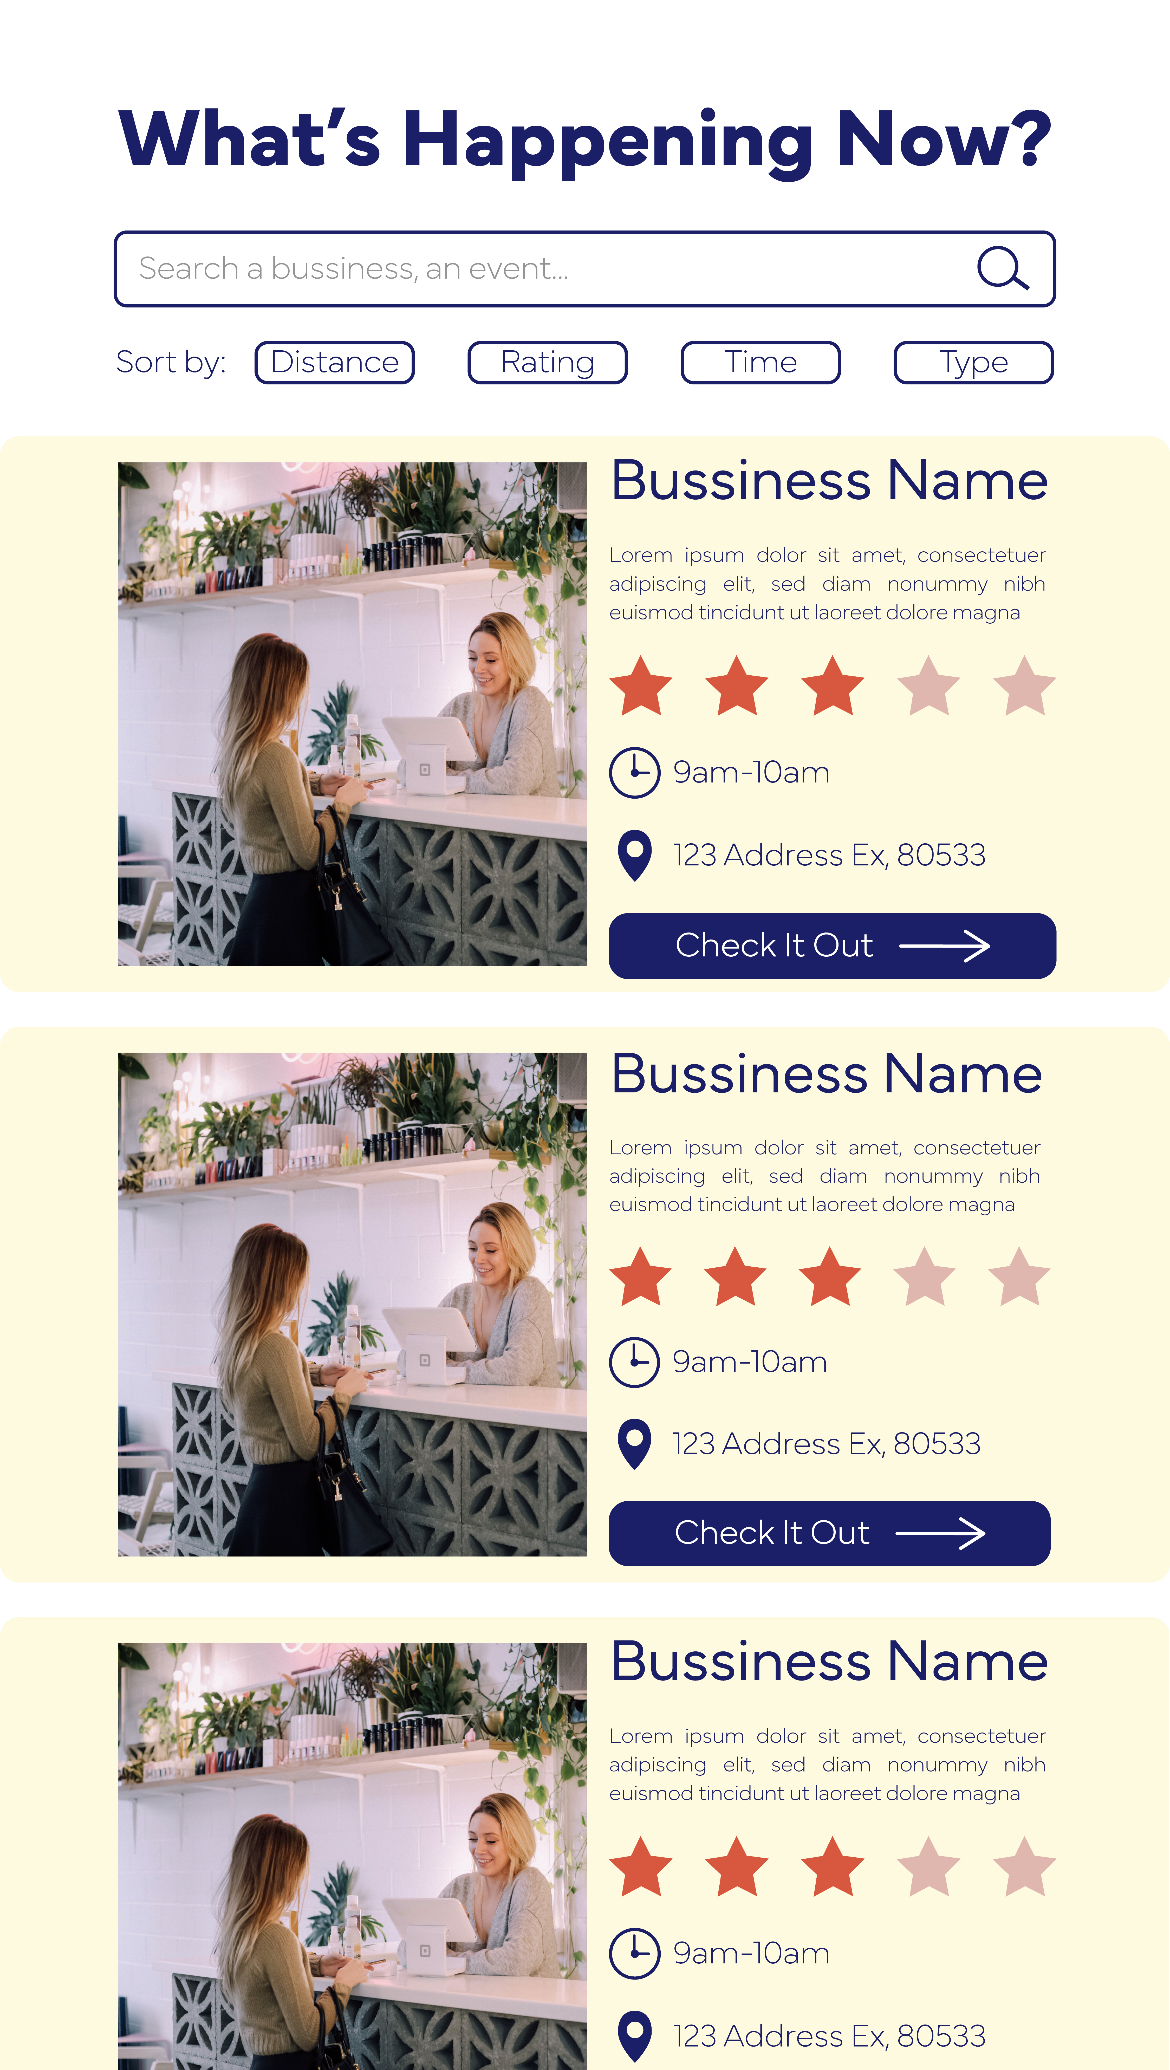 What's Happening Now?
Search a bussiness, an event...
Sort by: Distance Rating Time Type
Bussiness Name
Lorem ipsum dolor sit amet, consectetuer
adipiscing elit, sed diam nonummy nibh
euismod tincidunt ut laoreet dolore magna
9am-10am
123 Address Ex, 80533
Check It Out
Bussiness Name
Lorem ipsum dolor sit amet, consectetuer
adipiscing elit, sed diam nonummy nibh
euismod tincidunt ut laoreet dolore magna
9am-10am
123 Address Ex, 80533
Check It Out
Bussiness Name
Lorem ipsum dolor sit amet, consectetuer
adipiscing elit, sed diam nonummy nibh
euismod tincidunt ut laoreet dolore magna
9am-10am
123 Address Ex, 80533